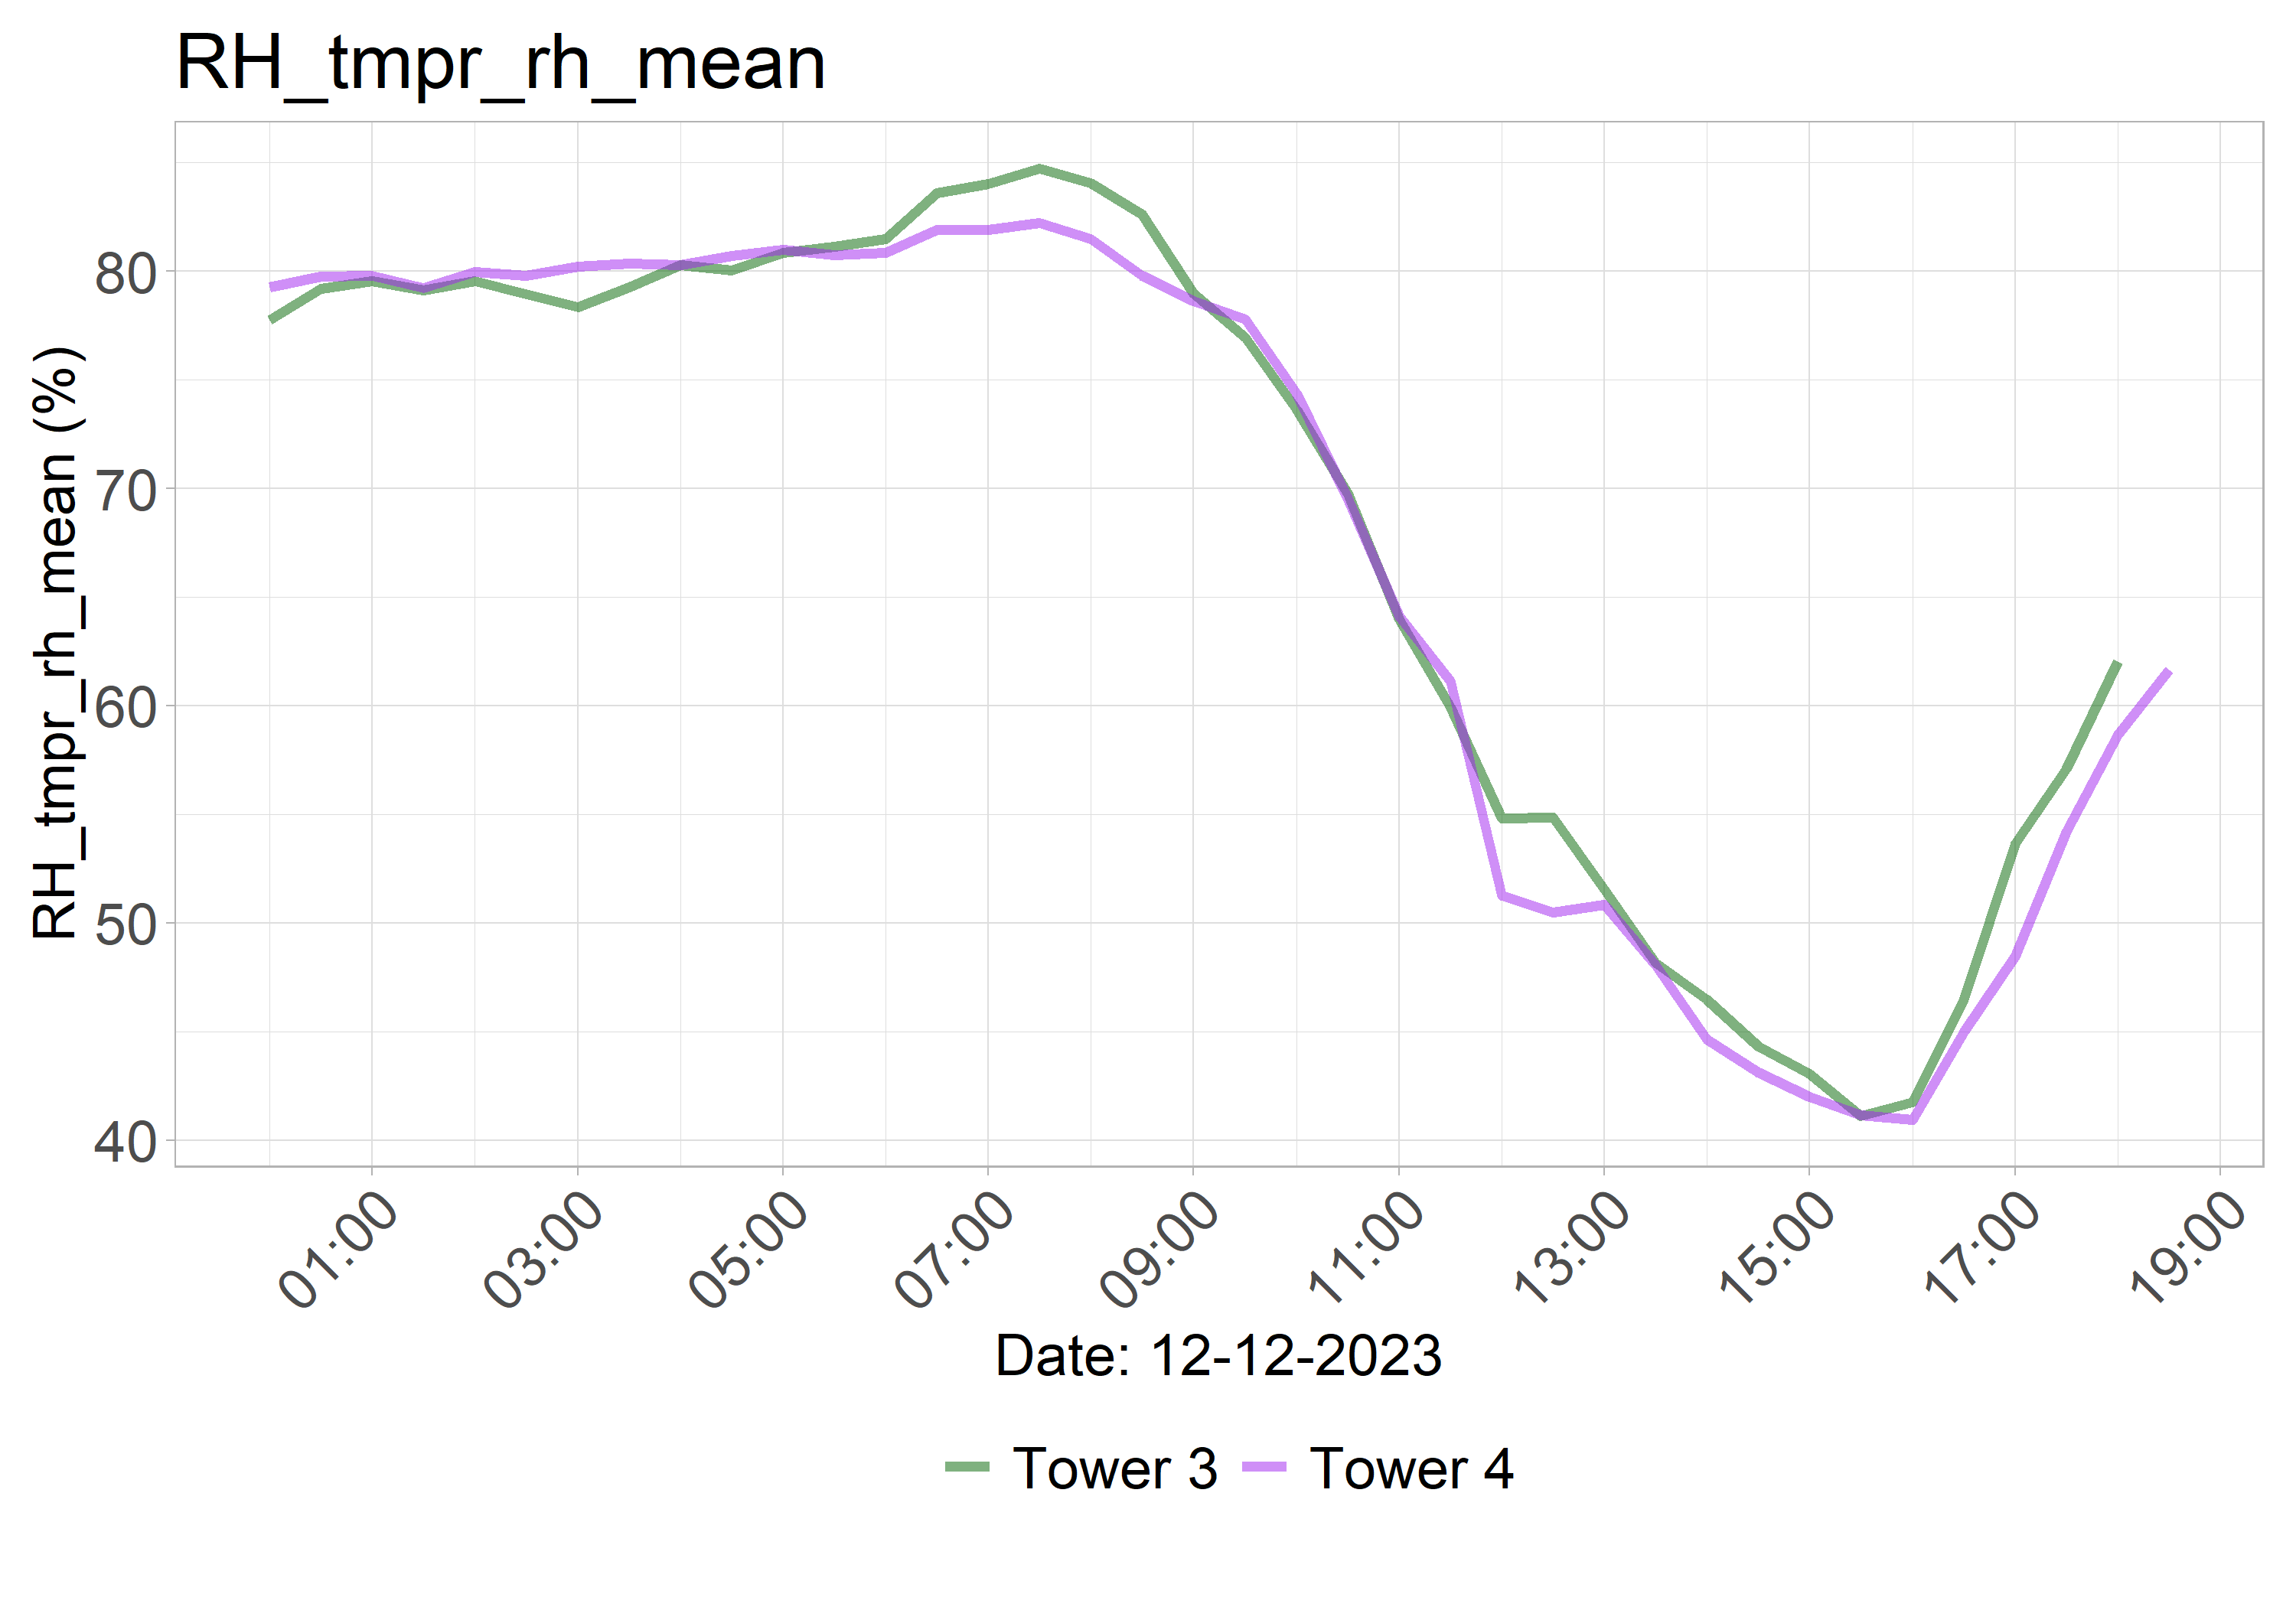 RH_tmpr_rh_mean
RH_tmpr_rh_mean (%)
80
70
60
50
40
01:00 03:00 05:00 07:00 09:00 11:00 13:00 15:00 17:00 19:00
Date: 12-12-2023
Tower 3 Tower 4